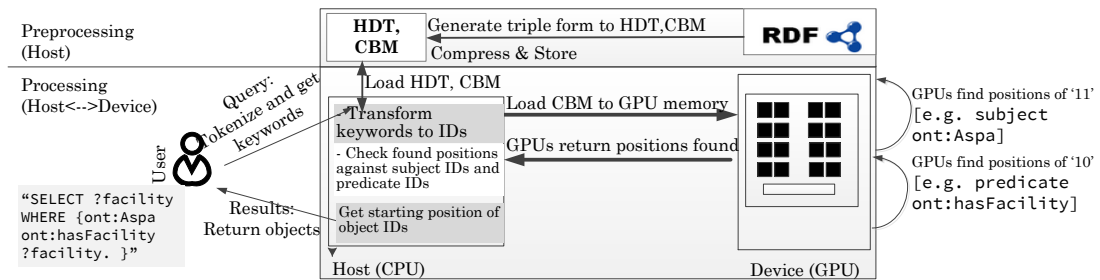 Preprocessing
(Host)
HDT,
CBM
Generate triple form to HDT,CBM
Compress & Store
RDF
Processing
(Host<-->Device)
Load HDT, CBM
Query:
Tokenize and get
keywords
User
- Transform
keywords to IDs
- Check found positions
against subject IDs and
predicate IDs
Get starting position of
object IDs
Load CBM to GPU memory
GPUs return positions found
GPUs find positions of ‘11’
[e.g. subject
ont:Aspa]
GPUs find positions of ‘10’
[e.g. predicate
ont:hasFacility]
“SELECT ?facility
WHERE {ont:Aspa
ont:hasFacility
?facility. }”
Results:
Return objects
Host (CPU)
Device (GPU)